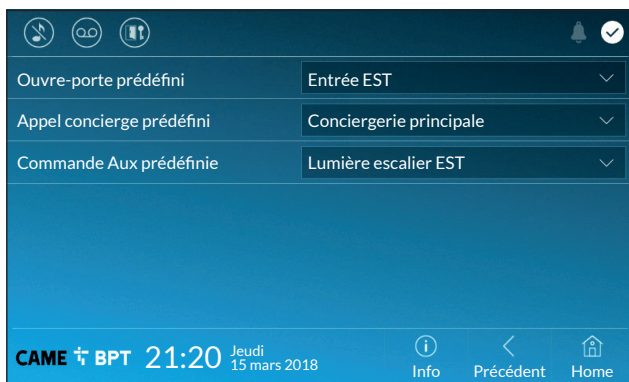 Ouvre-porte prédéfini Entrée EST
Appel concierge prédéfini Conciergerie principale
Commande Aux prédéfinie Lumière escalier EST
CAME BPT 21:20 Jeudi
15 mars 2018
Info Précédent Home